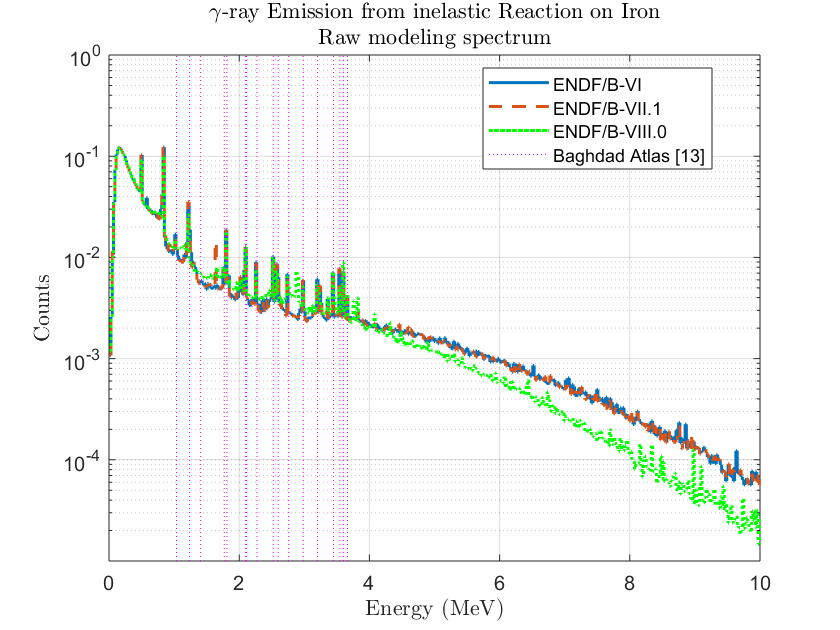 γ-ray Emission from inelastic Reaction on Iron
Raw modeling spectrum
ENDF/B-VI
ENDF/B-VII.1
ENDF/B-VIII.0
Baghdad Atlas [13]
Counts
10^0
10^-1
10^-2
10^-3
10^-4
0 2 4 6 8 10
Energy (MeV)